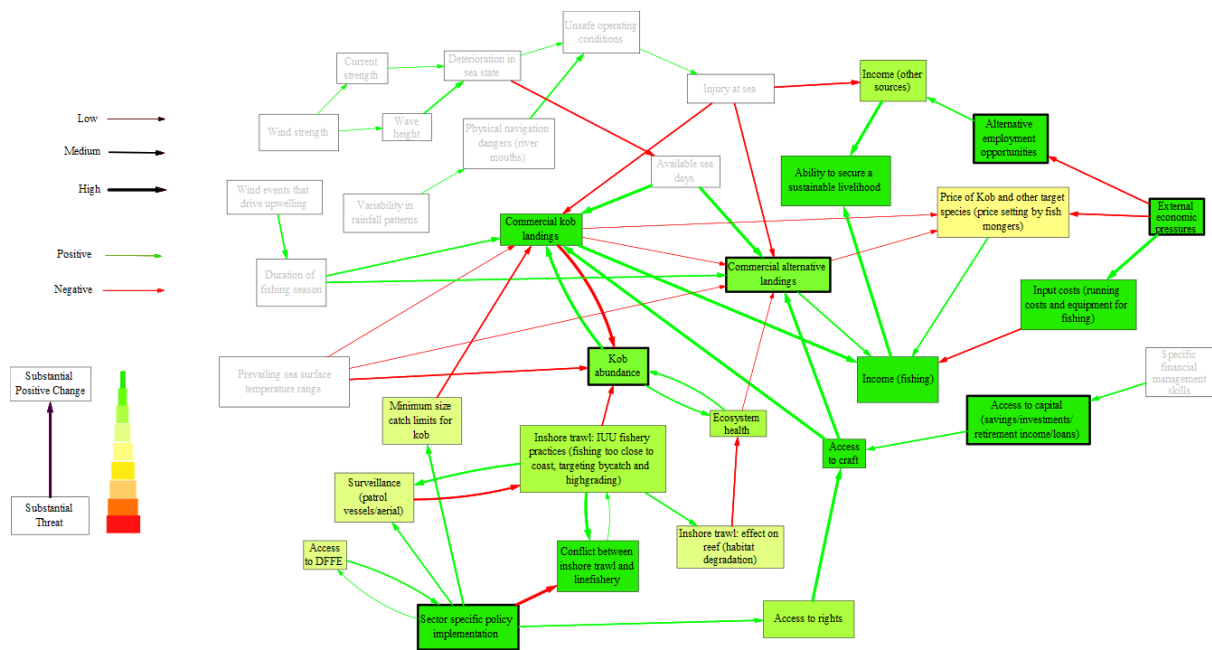 Unsafe operating
conditions
Current
strength
Deterioration in
sea state
Injury at sea
Income (other
sources)
Low
Medium
High
Positive
Negative
Wind strength
Wave
height
Physical navigation
dangers (river
mouths)
Alternative
employment
opportunities
Available sea
days
Ability to secure a
sustainable livelihood
Wind events that
drive upwelling
Variability in
rainfall patterns
Commercial kob
landings
Price of Kob and other target
species (price setting by fish
mongers)
External
economic
pressures
Duration of
fishing season
Commercial alternative
landings
Input costs (running
costs and equipment for
fishing)
Prevailing sea surface
temperature range
Kob
abundance
Income (fishing)
Specific
financial
management
skills
Substantial
Positive Change
Substantial
Threat
Minimum size
catch limits for
kob
Ecosystem
health
Access to capital
(savings/investments/
retirement income/loans)
Inshore trawl: IUU fishery
practices (fishing too close to
coast, targeting bycatch and
highgrading)
Access to
craft
Surveillance
(patrol
vessels/aerial)
Inshore trawl: effect on
reef (habitat
degradation)
Access
to DFFE
Conflict between
inshore trawl and
linefishery
Sector specific policy
implementation
Access to rights